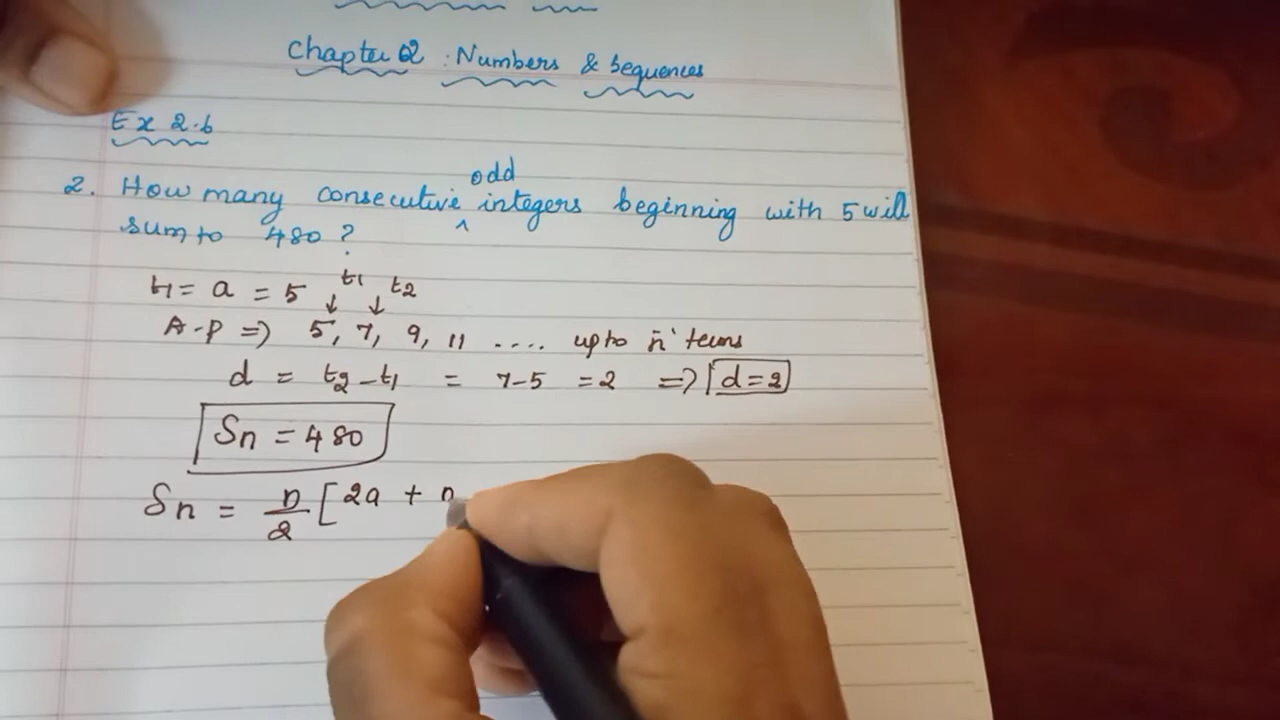 Chapter 2 : Numbers & Sequences
Ex 2.6
odd
2. How many consecutive ^ integers beginning with 5 will
sum to 480 ?
t1 = a = 5 t1 t2
↓ ↓
A.P => 5, 7, 9, 11 .... upto 'n' terms
d = t2 - t1 = 7-5 = 2 => d = 2
Sn = 480
Sn = n/2 [ 2a + n